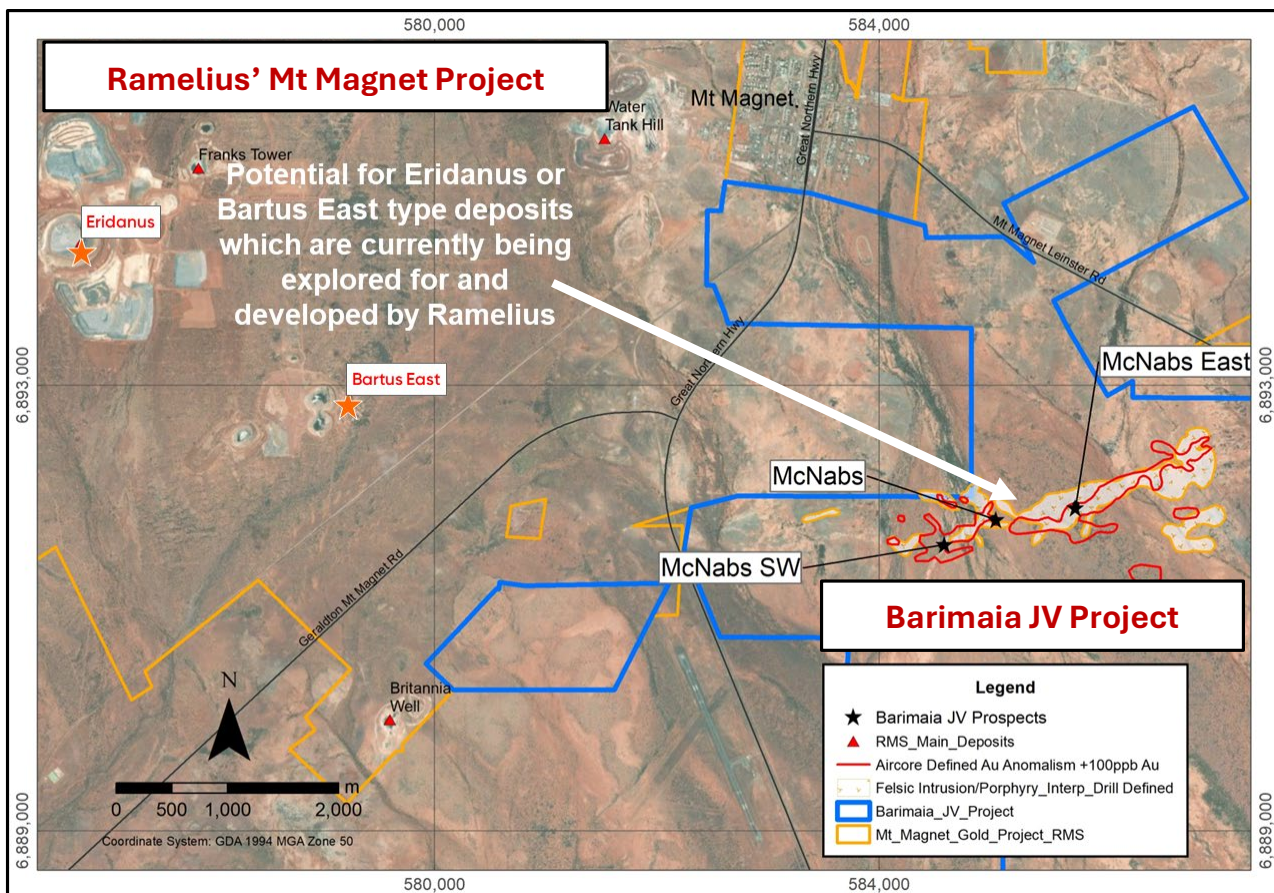 580,000
584,000
Ramelius' Mt Magnet Project
Water
Tank Hill
Mt Magnet
Great Northern Hwy
Franks Tower
Potential for Eridanus or
Bartus East type deposits
which are currently being
explored for and
developed by Ramelius
Eridanus
Mt Magnet Leinster Rd
6,893,000
6,893,000
Great Northern Hwy
McNabs East
Bartus East
McNabs
McNabs SW
Geraldton Mt Magnet Rd
Barimaia JV Project
Britannia
Well
N
m
0
500
1,000
2,000
Coordinate System: GDA 1994 MGA Zone 50
Legend
Barimaia JV Prospects
RMS_Main_Deposits
Aircore Defined Au Anomalism +100ppb Au
Felsic Intrusion/Porphyry_Interp_Drill Defined
Barimaia_JV_Project
Mt_Magnet_Gold_Project_RMS
6,889,000
6,889,000
580,000
584,000